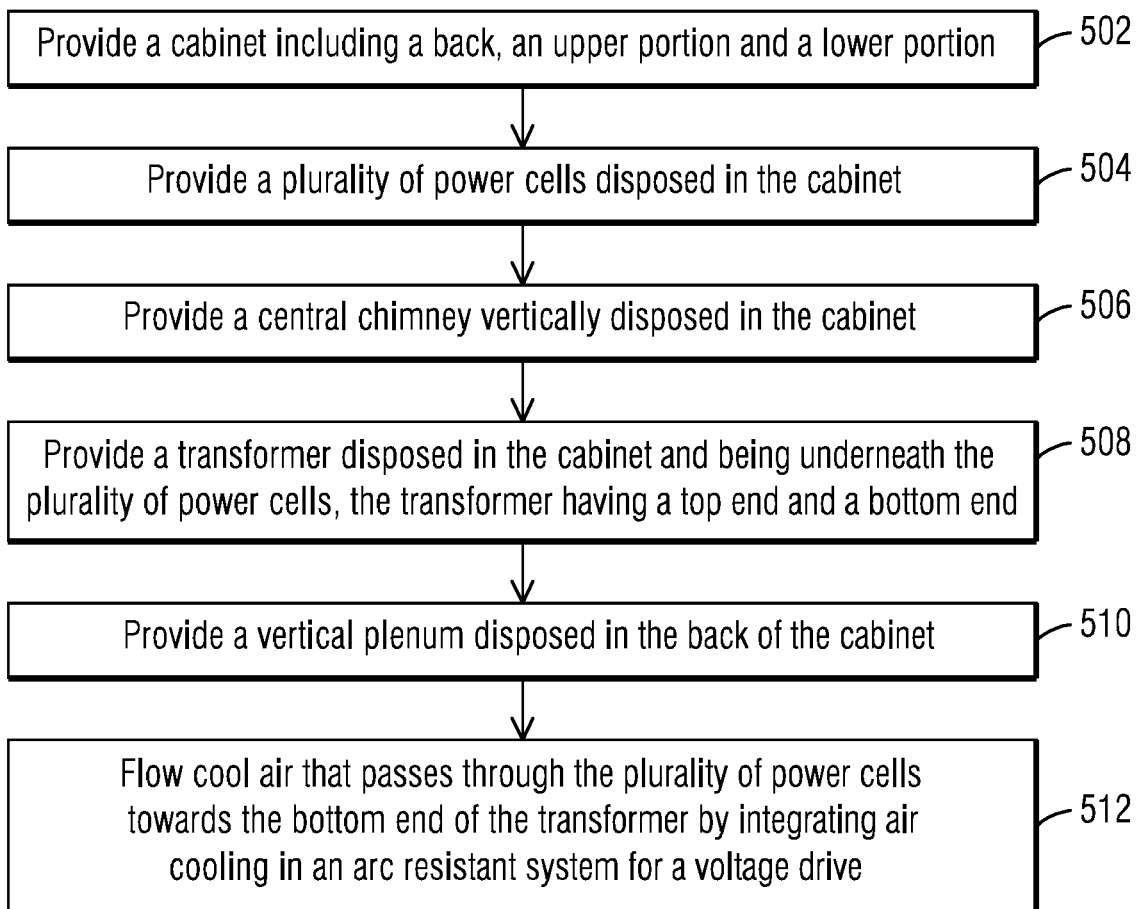 Provide a cabinet including a back, an upper portion and a lower portion
502
Provide a plurality of power cells disposed in the cabinet
504
Provide a central chimney vertically disposed in the cabinet
506
Provide a transformer disposed in the cabinet and being underneath the
plurality of power cells, the transformer having a top end and a bottom end
508
Provide a vertical plenum disposed in the back of the cabinet
510
Flow cool air that passes through the plurality of power cells
towards the bottom end of the transformer by integrating air
cooling in an arc resistant system for a voltage drive
512